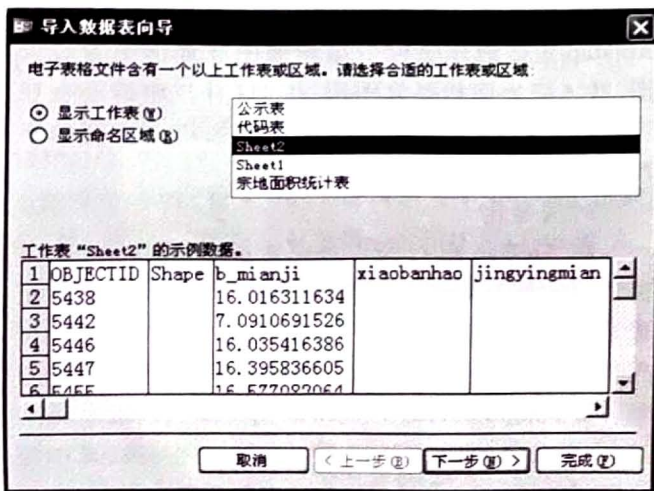 导入数据表向导
电子表格文件含有一个以上工作表或区域。请选择合适的工作表或区域:
显示工作表(W)
显示命名区域(R)
公示表
代码表
Sheet2
Sheet1
宗地面积统计表
工作表“Sheet2”的示例数据。
1 OBJECTID Shape b_mianji xiaobanhao jingyingmian
2 5438 16.016311634
3 5442 7.0910691526
4 5446 16.035416386
5 5447 16.395836605
6 5455 16.577082064
取消 < 上一步(B) 下一步(N) > 完成(F)